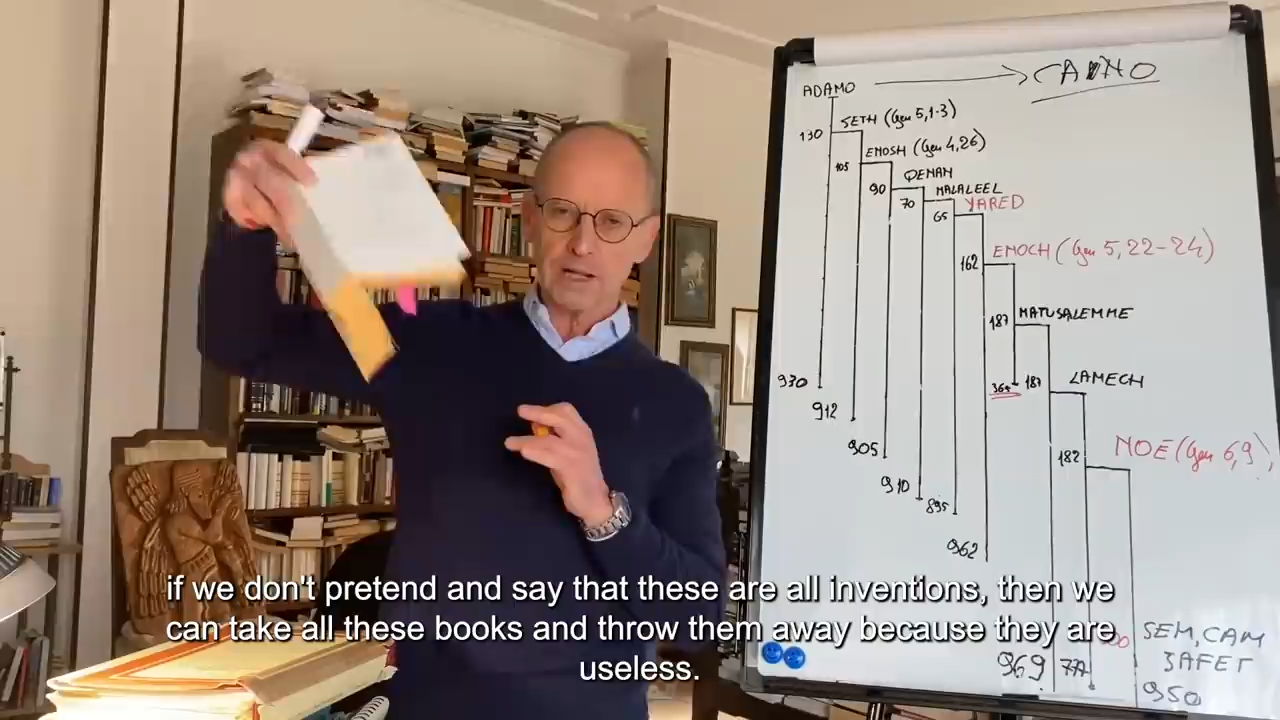 ADAMO
CAINO
130
SETH (Gen 5,1-3)
105
ENOSH (Gen 4,26)
90
QENAN
70
MALALEEL
65
YARED
162
ENOCH (Gen 5, 22-24)
187
MATUSALEMME
930
364
187
LAMECH
912
905
182
NOE (Gen 6,9)
910
895
962
if we don't pretend and say that these are all inventions, then we
can take all these books and throw them away because they are
useless.
SEM, CAM
JAFET
969
777
950